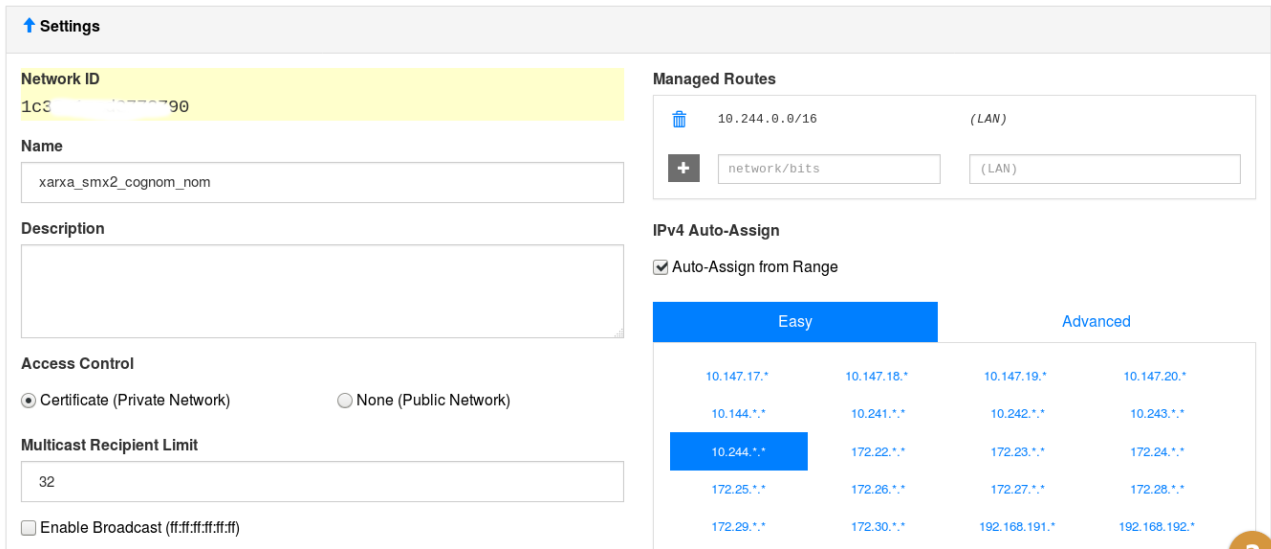 Settings
Network ID
Name
xarxa_smx2_cognom_nom
Description
Access Control
Certificate (Private Network)
None (Public Network)
Multicast Recipient Limit
32
Enable Broadcast (ff:ff:ff:ff:ff:ff)
Managed Routes
10.244.0.0/16 (LAN)
+ network/bits (LAN)
IPv4 Auto-Assign
Auto-Assign from Range
Easy Advanced
10.147.17.* 10.147.18.* 10.147.19.* 10.147.20.*
10.144.*.* 10.241.*.* 10.242.*.* 10.243.*.*
10.244.*.* 172.22.*.* 172.23.*.* 172.24.*.*
172.25.*.* 172.26.*.* 172.27.*.* 172.28.*.*
172.29.*.* 172.30.*.* 192.168.191.* 192.168.192.*